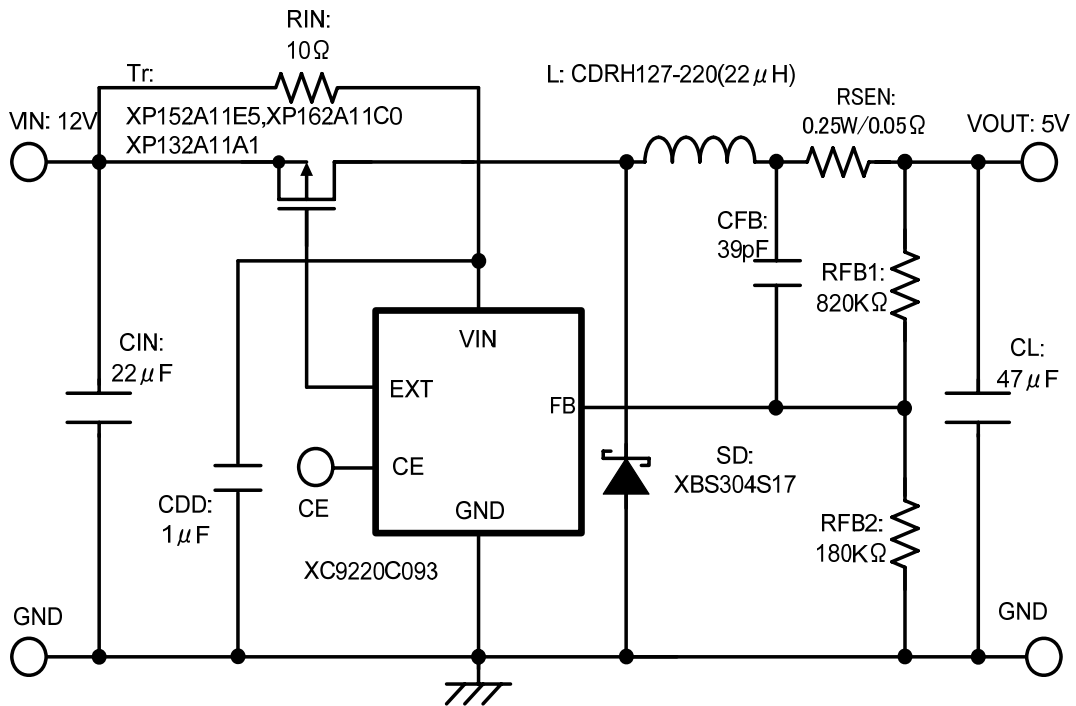 RIN:
10Ω
Tr:
XP152A11E5,XP162A11C0
XP132A11A1
L: CDRH127-220(22μH)
RSEN:
0.25W/0.05Ω
VIN: 12V
VOUT: 5V
CFB:
39pF
RFB1:
820KΩ
CIN:
22μF
VIN
EXT
FB
CL:
47μF
CE
CE
GND
SD:
XBS304S17
CDD:
1μF
RFB2:
180KΩ
XC9220C093
GND
GND